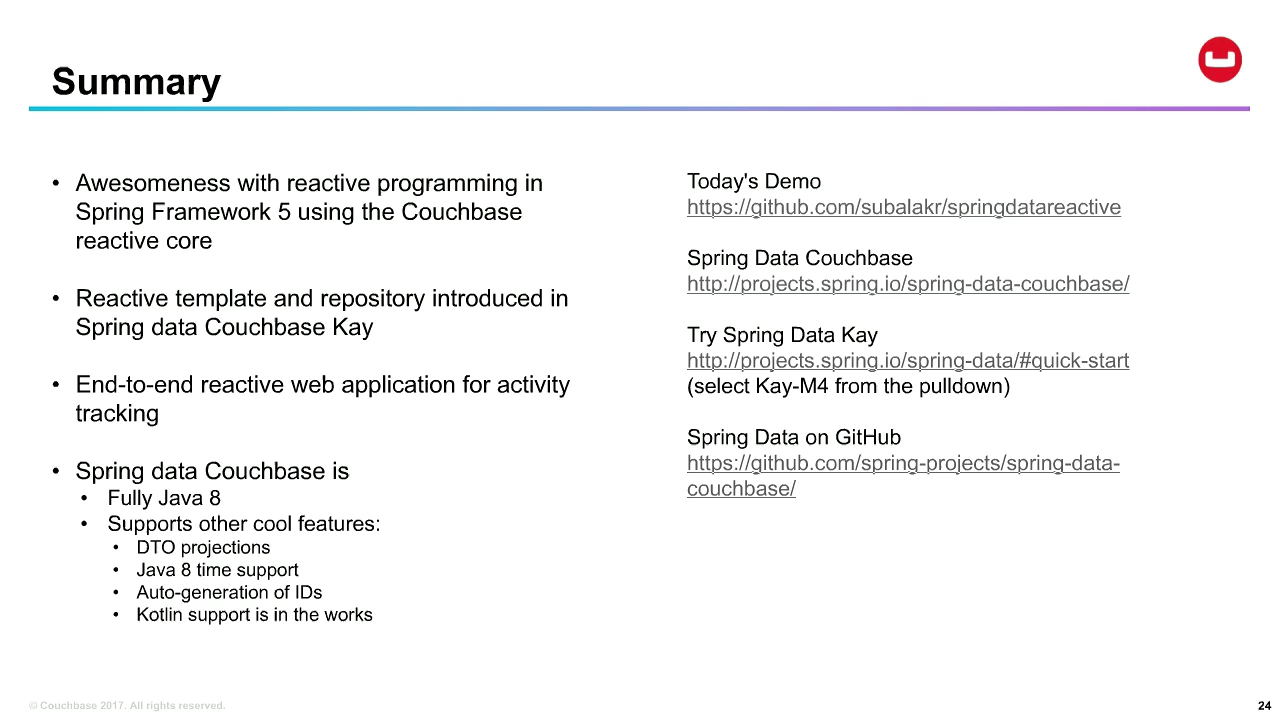 Summary
• Awesomeness with reactive programming in
Spring Framework 5 using the Couchbase
reactive core
• Reactive template and repository introduced in
Spring data Couchbase Kay
• End-to-end reactive web application for activity
tracking
• Spring data Couchbase is
• Fully Java 8
• Supports other cool features:
• DTO projections
• Java 8 time support
• Auto-generation of IDs
• Kotlin support is in the works
Today's Demo
https://github.com/subalakr/springdatareactive
Spring Data Couchbase
http://projects.spring.io/spring-data-couchbase/
Try Spring Data Kay
http://projects.spring.io/spring-data/#quick-start
(select Kay-M4 from the pulldown)
Spring Data on GitHub
https://github.com/spring-projects/spring-data-
couchbase/
© Couchbase 2017. All rights reserved.
24